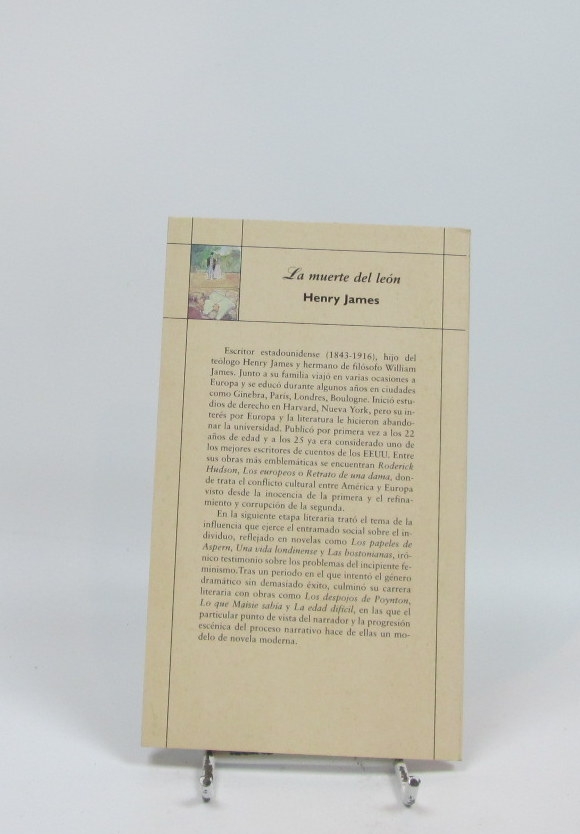 La muerte del león
Henry James
Escritor estadounidense (1843-1916), hijo del
teólogo Henry James y hermano de filósofo William
James. Junto a su familia viajó en varias ocasiones a
Europa y se educó durante algunos años en ciudades
como Ginebra, París, Londres, Boulogne. Inició estu-
dios de derecho en Harvard, Nueva York, pero su in-
terés por Europa y la literatura le hicieron abando-
nar la universidad. Publicó por primera vez a los 22
años de edad y a los 25 ya era considerado uno de
los mejores escritores de cuentos de los EEUU. Entre
sus obras más emblemáticas se encuentran Roderick
Hudson, Los europeos o Retrato de una dama, don-
de trata el conflicto cultural entre América y Europa
visto desde la inocencia de la primera y el refina-
miento y corrupción de la segunda.
En la siguiente etapa literaria trató el tema de la
influencia que ejerce el entramado social sobre el in-
dividuo, reflejado en novelas como Los papeles de
Aspern, Una vida londinense y Las bostonianas, iró-
nico testimonio sobre los problemas del incipiente fe-
minismo. Tras un período en el que intentó el género
dramático sin demasiado éxito, culminó su carrera
literaria con obras como Los despojos de Poynton,
Lo que Maisie sabía y La edad difícil, en las que el
particular punto de vista del narrador y la progresión
escénica del proceso narrativo hace de ellas un mo-
delo de novela moderna.